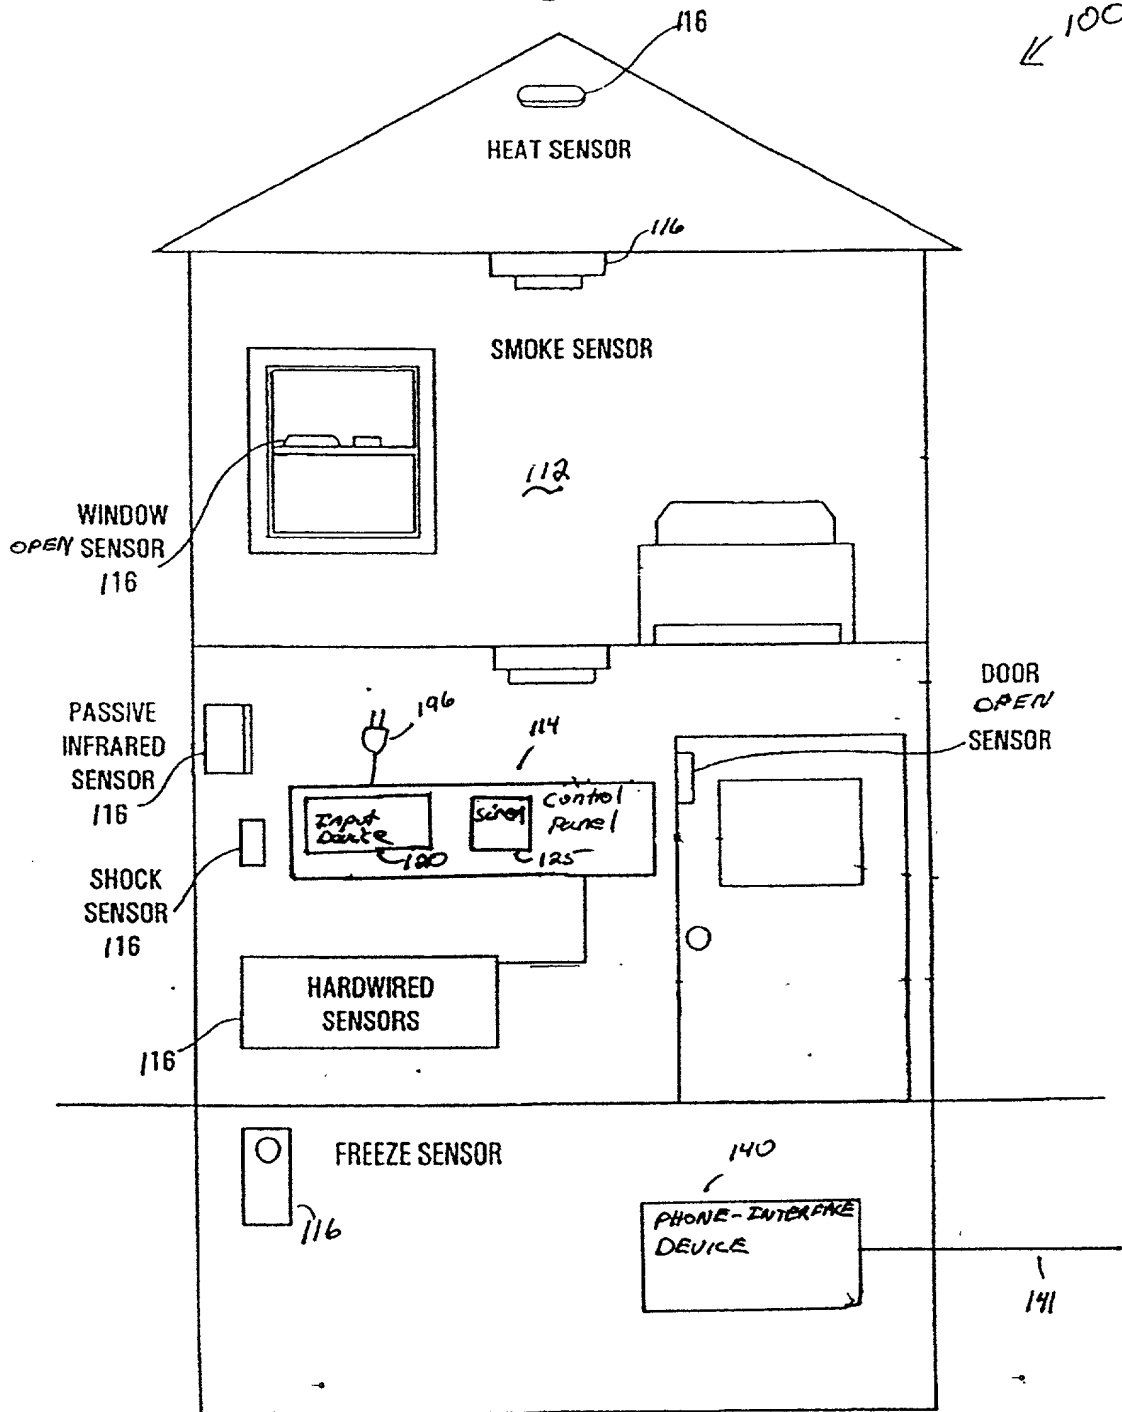 116
100
HEAT SENSOR
116
SMOKE SENSOR
112
WINDOW
OPEN SENSOR
116
DOOR
OPEN
SENSOR
PASSIVE
INFRARED
SENSOR
116
196
114
Input
Device
120
Siren
125
Control
Panel
SHOCK
SENSOR
116
HARDWIRED
SENSORS
116
FREEZE SENSOR
116
140
PHONE-INTERFACE
DEVICE
141